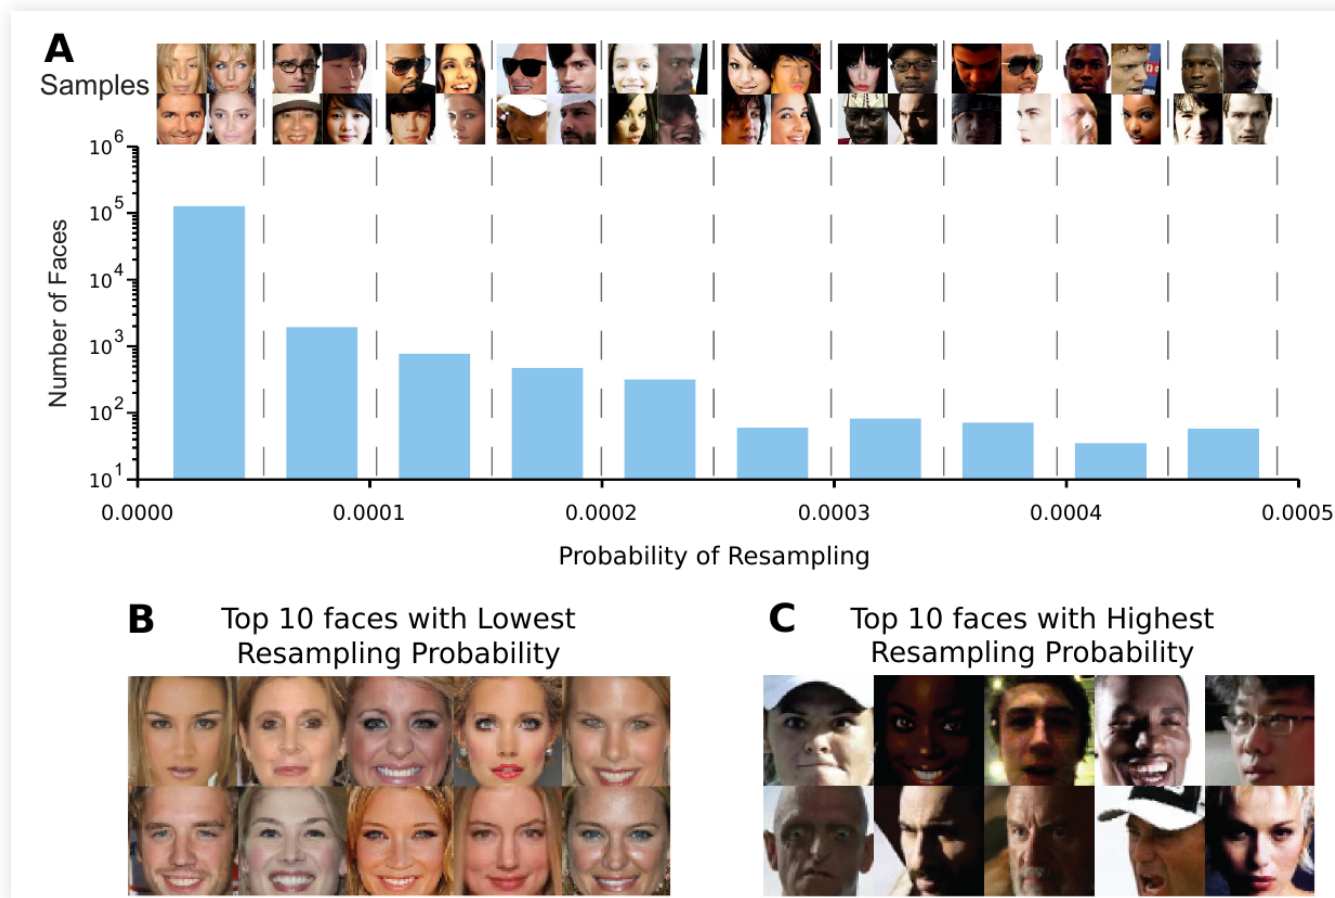 A
Samples
10^6
10^5
10^4
10^3
10^2
10^1
Number of Faces
0.0000 0.0001 0.0002 0.0003 0.0004 0.0005
Probability of Resampling
B Top 10 faces with Lowest
Resampling Probability
C Top 10 faces with Highest
Resampling Probability